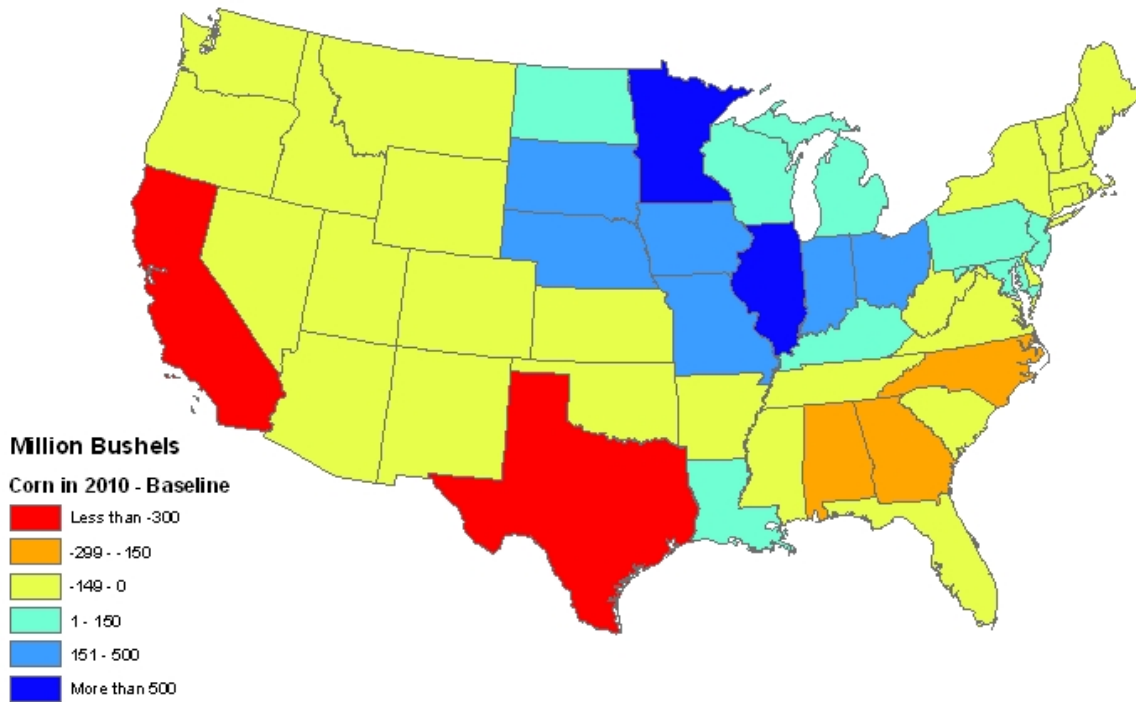 Million Bushels
Corn in 2010 - Baseline
Less than -300
-299 - -150
-149 - 0
1 - 150
151 - 500
More than 500